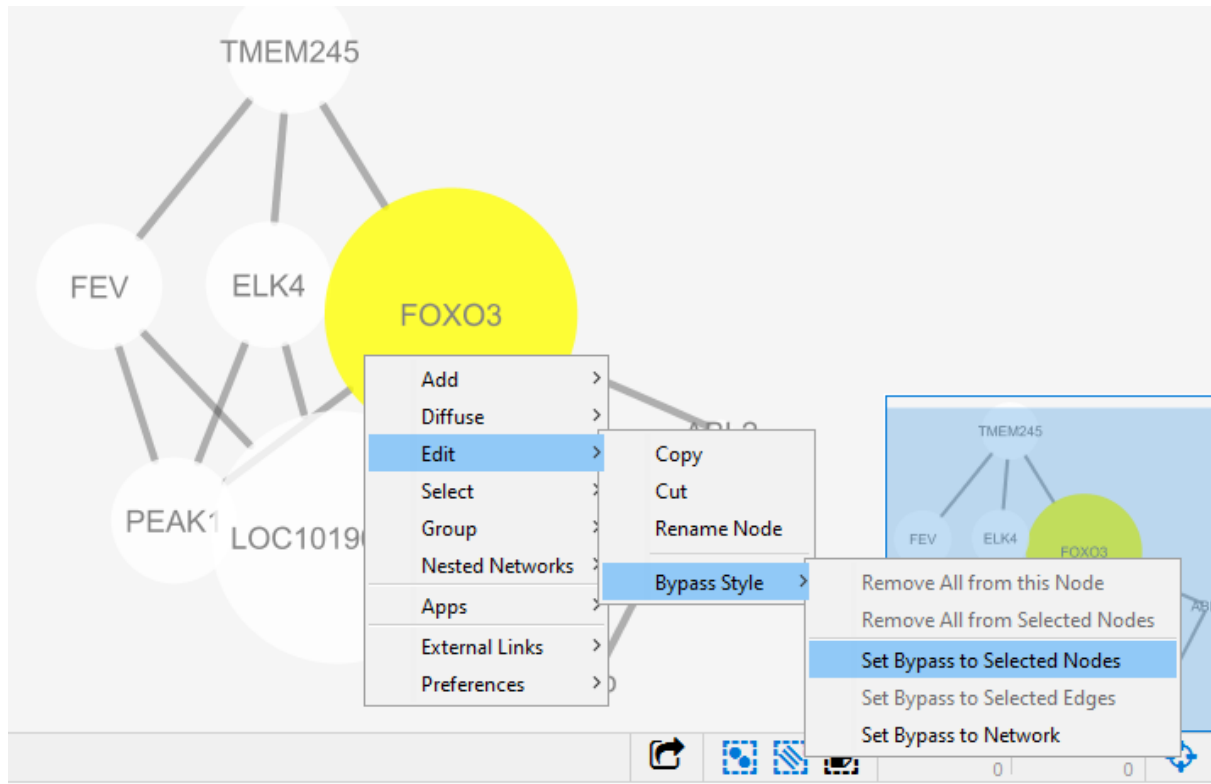 TMEM245
FEV
ELK4
FOXO3
PEAK1
LOC10190
Add
Diffuse
Edit
Select
Group
Nested Networks
Apps
External Links
Preferences
Copy
Cut
Rename Node
Bypass Style
Remove All from this Node
Remove All from Selected Nodes
Set Bypass to Selected Nodes
Set Bypass to Selected Edges
Set Bypass to Network
TMEM245
FEV
ELK4
FOXO3
0
0